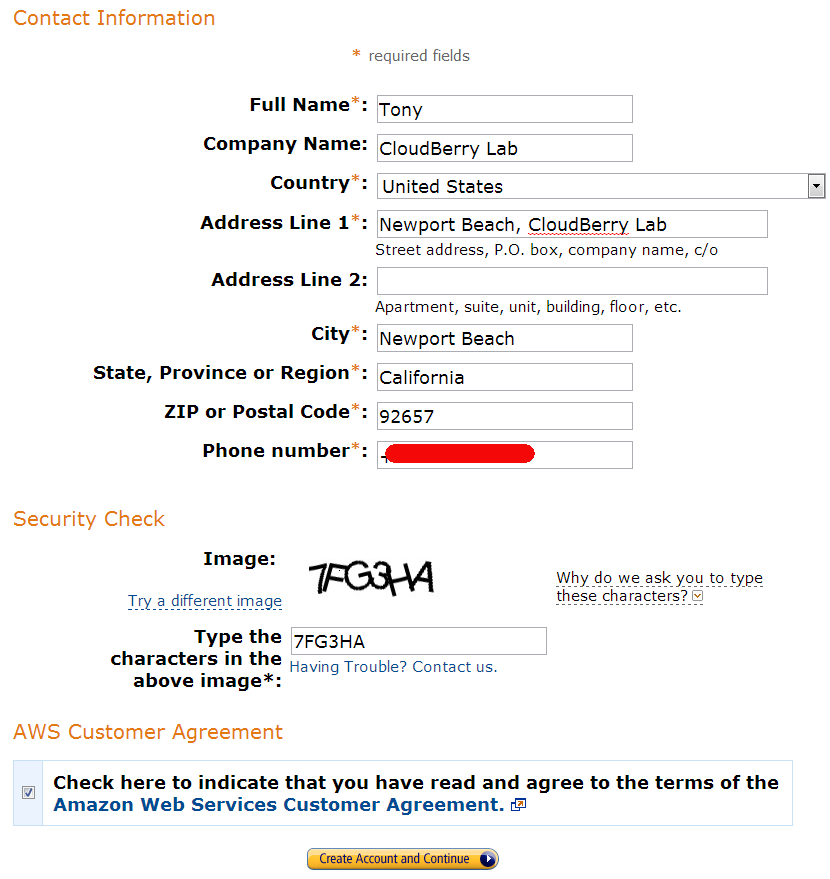 Contact Information
* required fields
Full Name*: Tony
Company Name: CloudBerry Lab
Country*: United States
Address Line 1*: Newport Beach, CloudBerry Lab
Street address, P.O. box, company name, c/o
Address Line 2:
Apartment, suite, unit, building, floor, etc.
City*: Newport Beach
State, Province or Region*: California
ZIP or Postal Code*: 92657
Phone number*:
Security Check
Image: 7FG3HA
Try a different image
Why do we ask you to type
these characters?
Type the
characters in the
above image*:
7FG3HA
Having Trouble? Contact us.
AWS Customer Agreement
Check here to indicate that you have read and agree to the terms of the
Amazon Web Services Customer Agreement.
Create Account and Continue